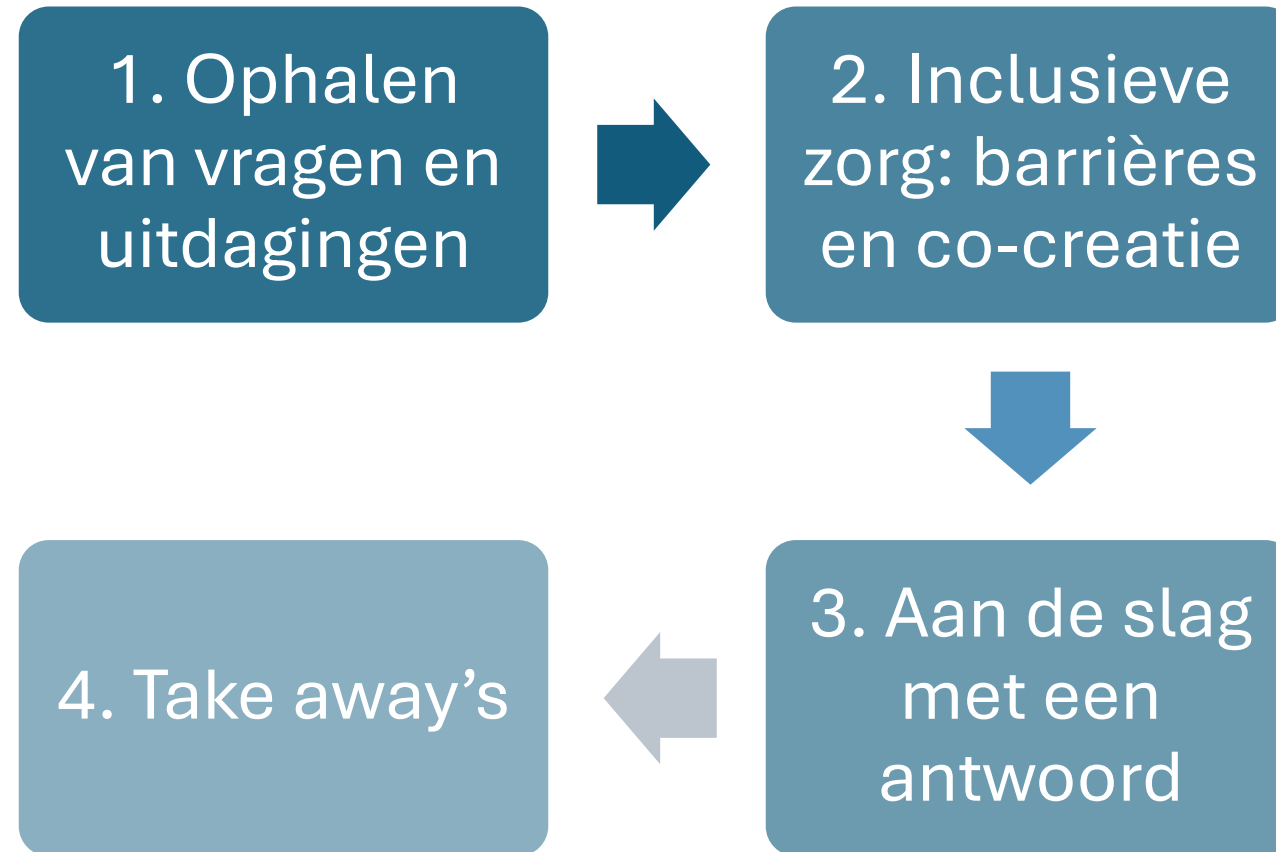 1. Ophalen
van vragen en
uitdagingen
2. Inclusieve
zorg: barrières
en co-creatie
3. Aan de slag
met een
antwoord
4. Take away’s